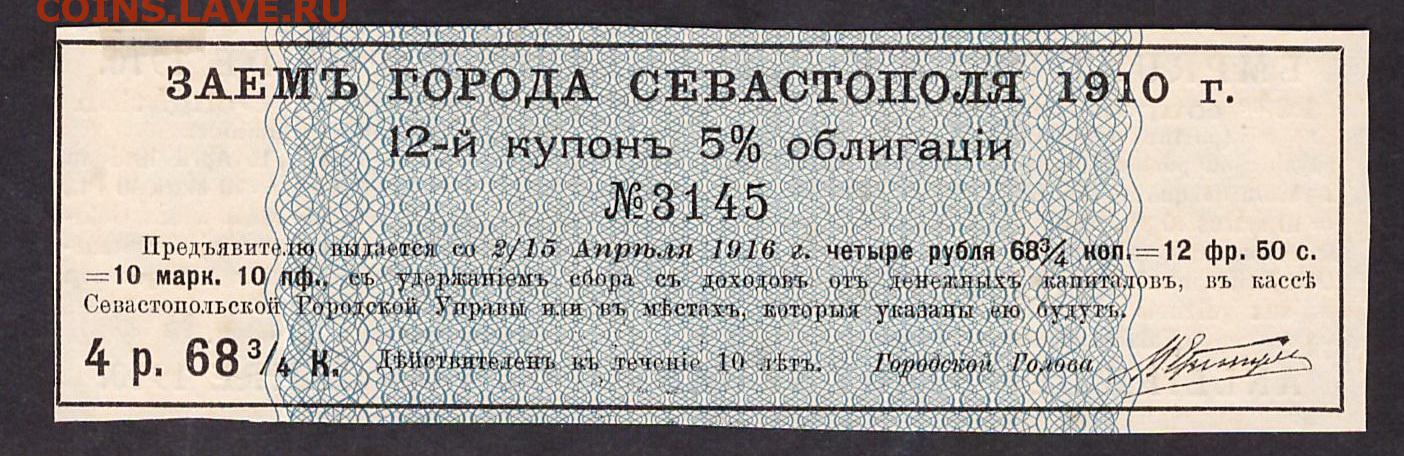 COINS.LAVE.RU
ЗАЕМЪ ГОРОДА СЕВАСТОПОЛЯ 1910 г.
12-й купонъ 5% облигаціи
№3145
Предъявителю выдается со 2/15 Апрѣля 1916 г. четыре рубля 68¾ коп.=12 фр. 50 с.
=10 марк. 10 пф., съ удержаніемъ сбора съ доходовъ отъ денежныхъ капиталовъ, въ кассѣ
Севастопольской Городской Управы или въ мѣстахъ, которыя указаны ею будутъ.
4 р. 68¾ К. Дѣйствителенъ въ теченіе 10 лѣтъ. Городской Голова